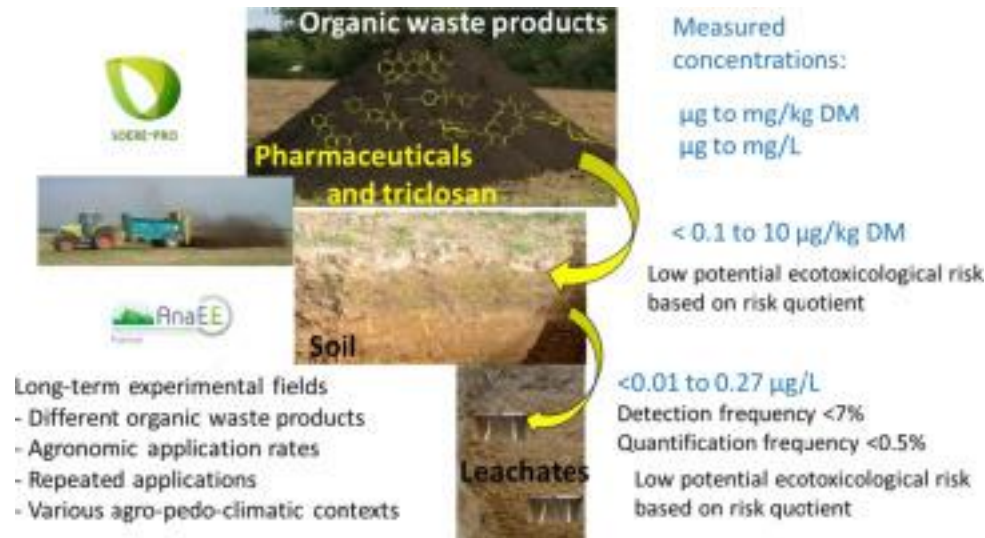 Organic waste products
Measured
concentrations:
µg to mg/kg DM
µg to mg/L
SOERE-PRO
Pharmaceuticals
and triclosan
< 0.1 to 10 µg/kg DM
Low potential ecotoxicological risk
based on risk quotient
AnaEE
France
Soil
<0.01 to 0.27 µg/L
Detection frequency <7%
Quantification frequency <0.5%
Low potential ecotoxicological risk
based on risk quotient
Leachates
Long-term experimental fields
- Different organic waste products
- Agronomic application rates
- Repeated applications
- Various agro-pedo-climatic contexts